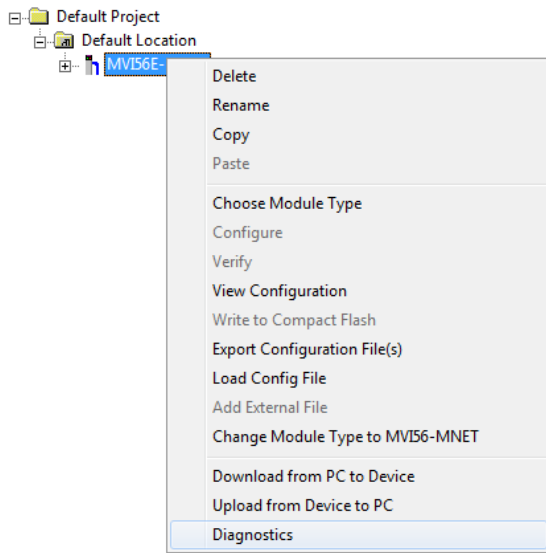 Default Project
Default Location
MVI56E-
Delete
Rename
Copy
Paste
Choose Module Type
Configure
Verify
View Configuration
Write to Compact Flash
Export Configuration File(s)
Load Config File
Add External File
Change Module Type to MVI56-MNET
Download from PC to Device
Upload from Device to PC
Diagnostics